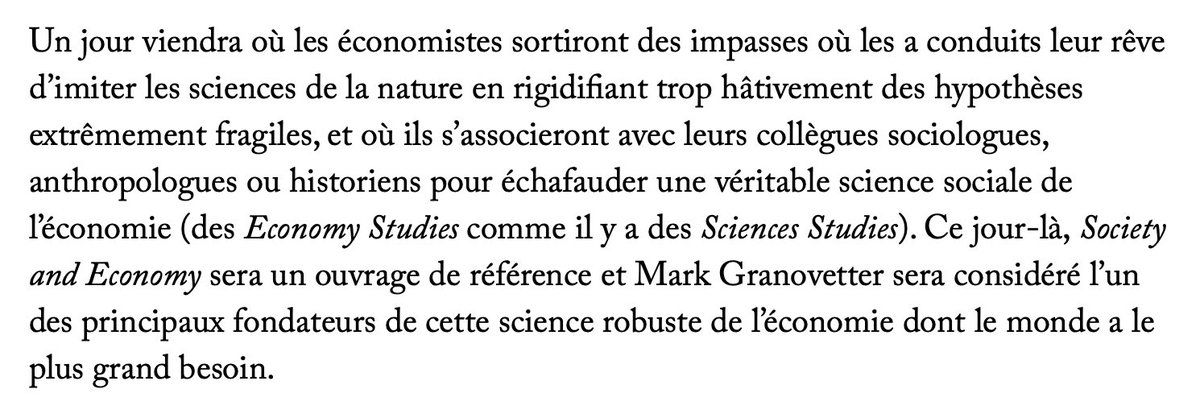 Un jour viendra où les économistes sortiront des impasses où les a conduits leur rêve
d’imiter les sciences de la nature en rigidifiant trop hâtivement des hypothèses
extrêmement fragiles, et où ils s’associeront avec leurs collègues sociologues,
anthropologues ou historiens pour échafauder une véritable science sociale de
l’économie (des Economy Studies comme il y a des Sciences Studies). Ce jour-là, Society
and Economy sera un ouvrage de référence et Mark Granovetter sera considéré l’un
des principaux fondateurs de cette science robuste de l’économie dont le monde a le
plus grand besoin.